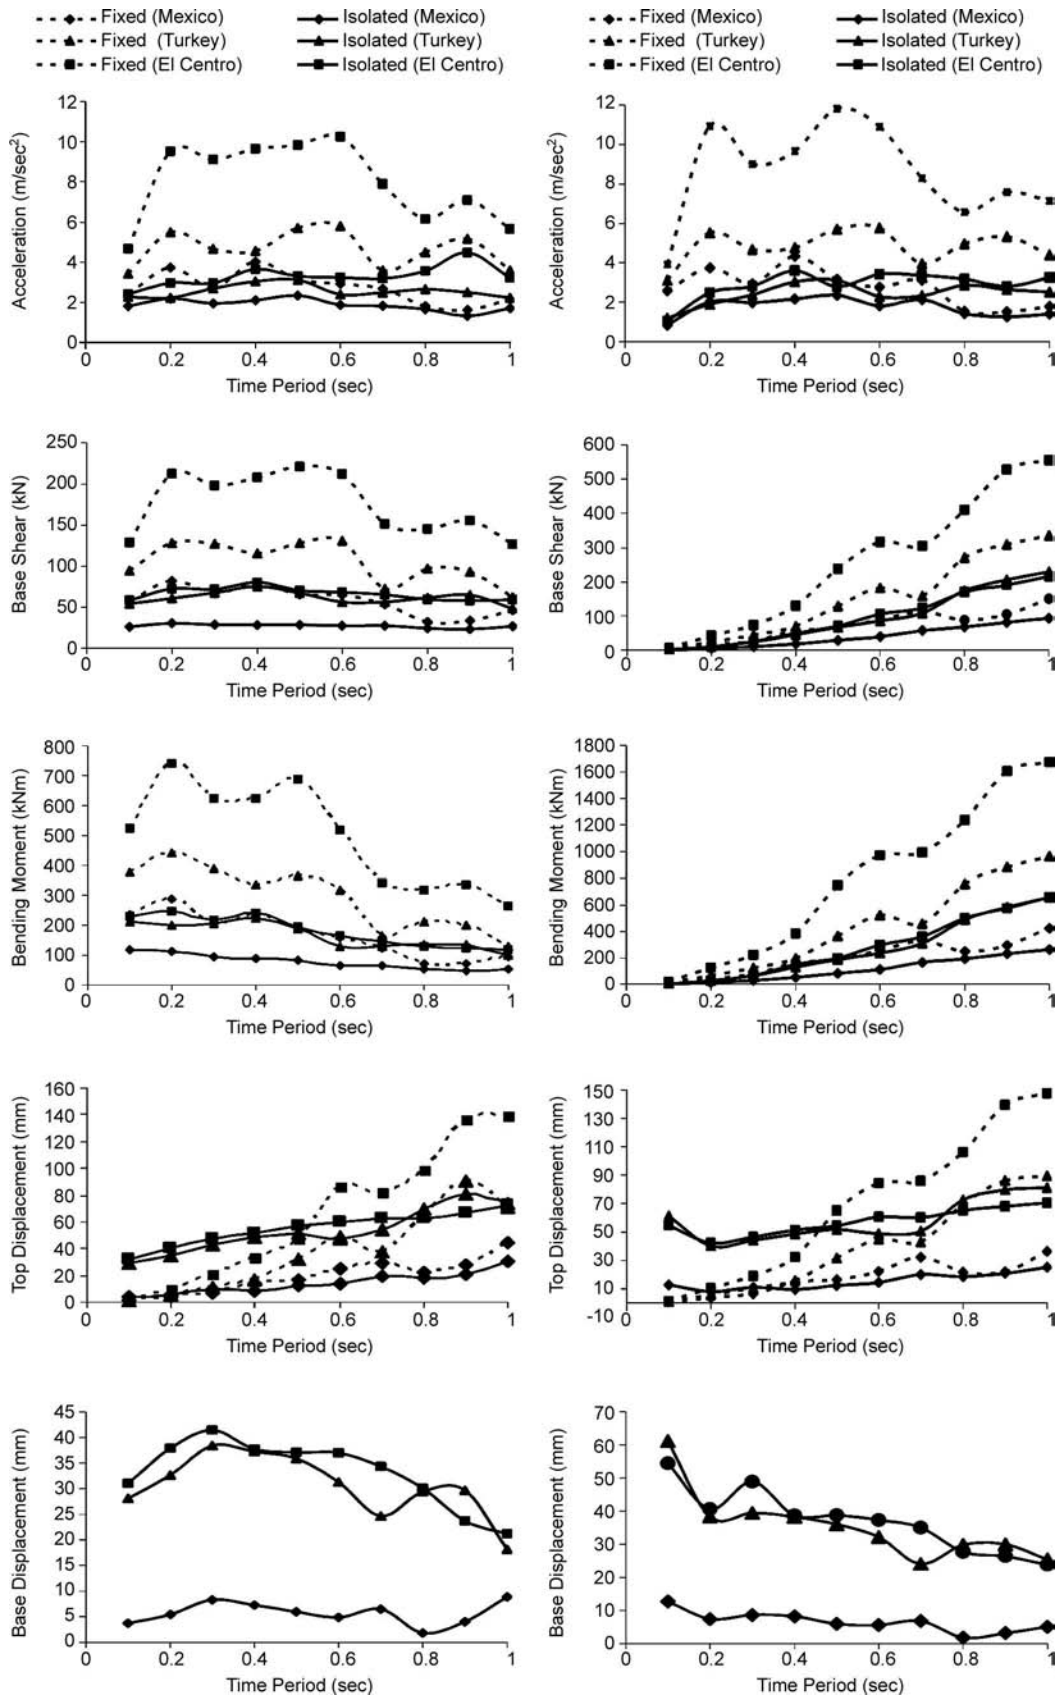 Fixed (Mexico) Isolated (Mexico)
Fixed (Turkey) Isolated (Turkey)
Fixed (El Centro) Isolated (El Centro)
Fixed (Mexico) Isolated (Mexico)
Fixed (Turkey) Isolated (Turkey)
Fixed (El Centro) Isolated (El Centro)
Acceleration (m/sec²)
12
10
8
6
4
2
0
0 0.2 0.4 0.6 0.8 1
Time Period (sec)
Acceleration (m/sec²)
12
10
8
6
4
2
0
0 0.2 0.4 0.6 0.8 1
Time Period (sec)
Base Shear (kN)
250
200
150
100
50
0
0 0.2 0.4 0.6 0.8 1
Time Period (sec)
Base Shear (kN)
600
500
400
300
200
100
0
0 0.2 0.4 0.6 0.8 1
Time Period (sec)
Bending Moment (kNm)
800
700
600
500
400
300
200
100
0
0 0.2 0.4 0.6 0.8 1
Time Period (sec)
Bending Moment (kNm)
1800
1600
1400
1200
1000
800
600
400
200
0
0 0.2 0.4 0.6 0.8 1
Time Period (sec)
Top Displacement (mm)
160
140
120
100
80
60
40
20
0
0 0.2 0.4 0.6 0.8 1
Time Period (sec)
Top Displacement (mm)
150
130
110
90
70
50
30
10
-10
0 0.2 0.4 0.6 0.8 1
Time Period (sec)
Base Displacement (mm)
45
40
35
30
25
20
15
10
5
0
0 0.2 0.4 0.6 0.8 1
Time Period (sec)
Base Displacement (mm)
70
60
50
40
30
20
10
0
0 0.2 0.4 0.6 0.8 1
Time Period (sec)